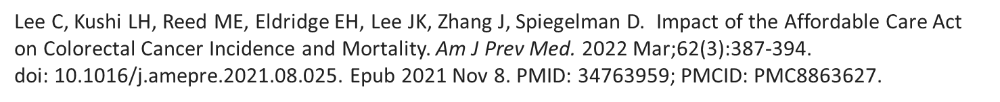 Lee C, Kushi LH, Reed ME, Eldridge EH, Lee JK, Zhang J, Spiegelman D.  Impact of the Affordable Care Act
on Colorectal Cancer Incidence and Mortality. Am J Prev Med. 2022 Mar;62(3):387-394.
doi: 10.1016/j.amepre.2021.08.025. Epub 2021 Nov 8. PMID: 34763959; PMCID: PMC8863627.